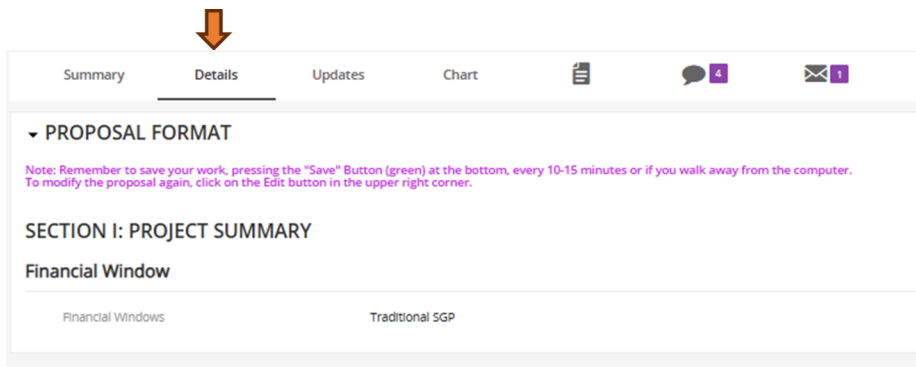 Summary Details Updates Chart 4 1
PROPOSAL FORMAT
Note: Remember to save your work, pressing the "Save" Button (green) at the bottom, every 10-15 minutes or if you walk away from the computer.
To modify the proposal again, click on the Edit button in the upper right corner.
SECTION I: PROJECT SUMMARY
Financial Window
Financial Windows Traditional SGP